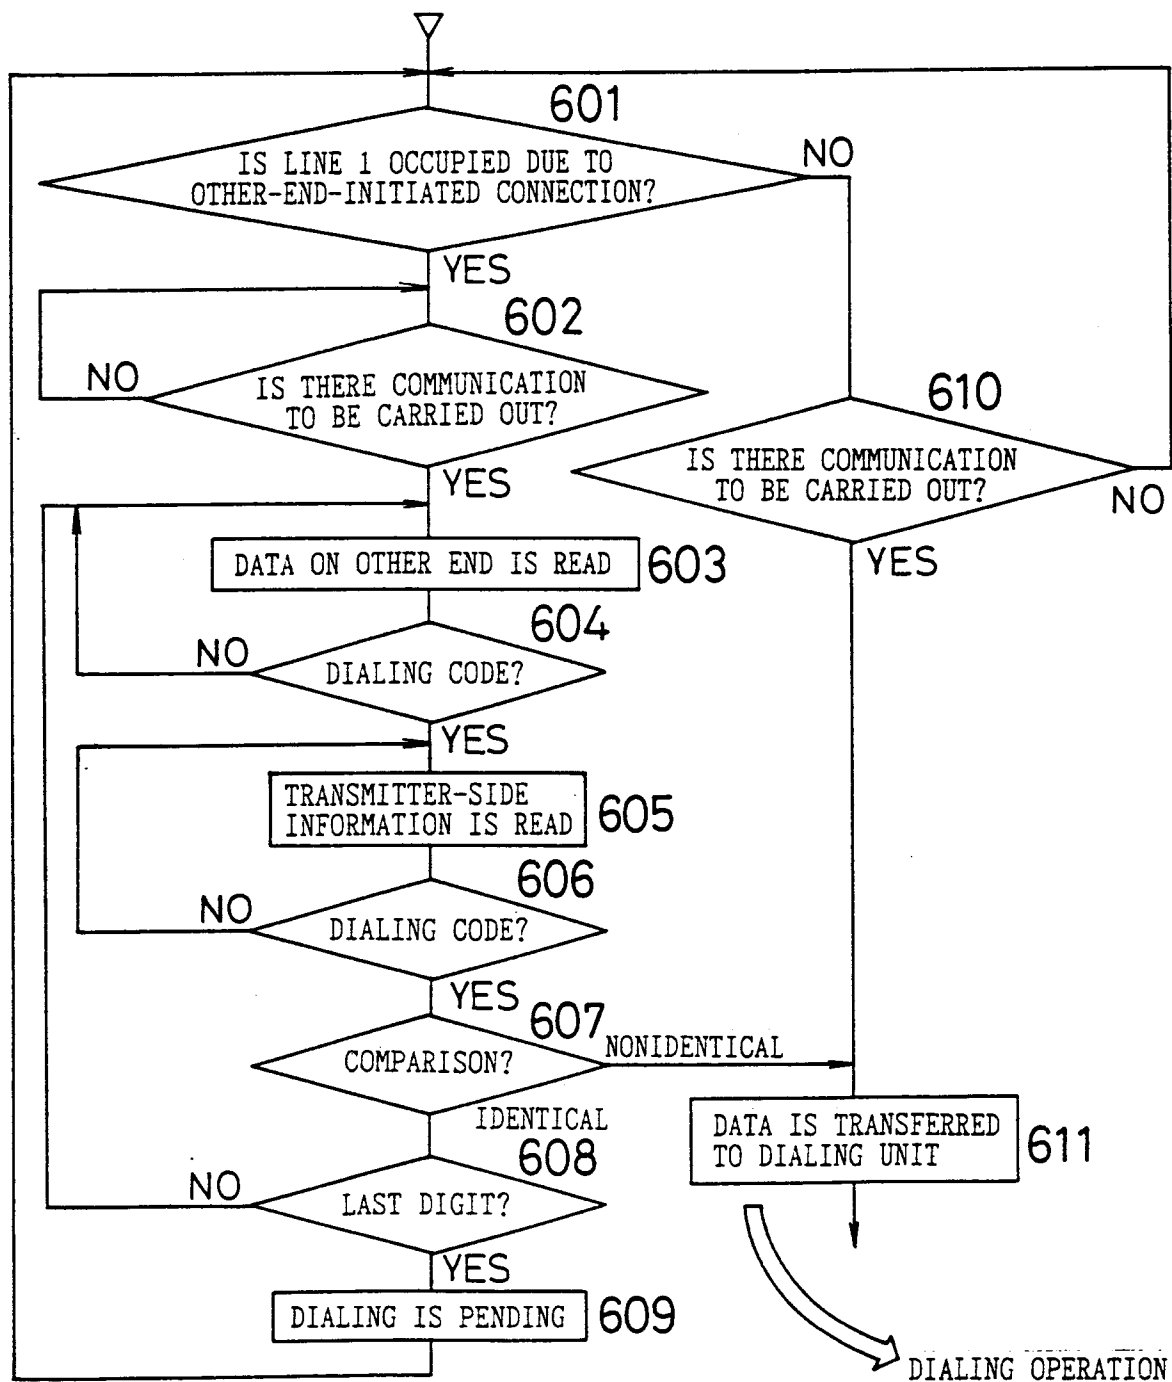 601
IS LINE 1 OCCUPIED DUE TO
OTHER-END-INITIATED CONNECTION?
NO
YES
602
IS THERE COMMUNICATION
TO BE CARRIED OUT?
NO
YES
610
IS THERE COMMUNICATION
TO BE CARRIED OUT?
NO
YES
DATA ON OTHER END IS READ
603
604
DIALING CODE?
NO
YES
TRANSMITTER-SIDE
INFORMATION IS READ
605
606
DIALING CODE?
NO
YES
607
COMPARISON?
NONIDENTICAL
IDENTICAL
608
LAST DIGIT?
NO
YES
DIALING IS PENDING
609
DATA IS TRANSFERRED
TO DIALING UNIT
611
DIALING OPERATION